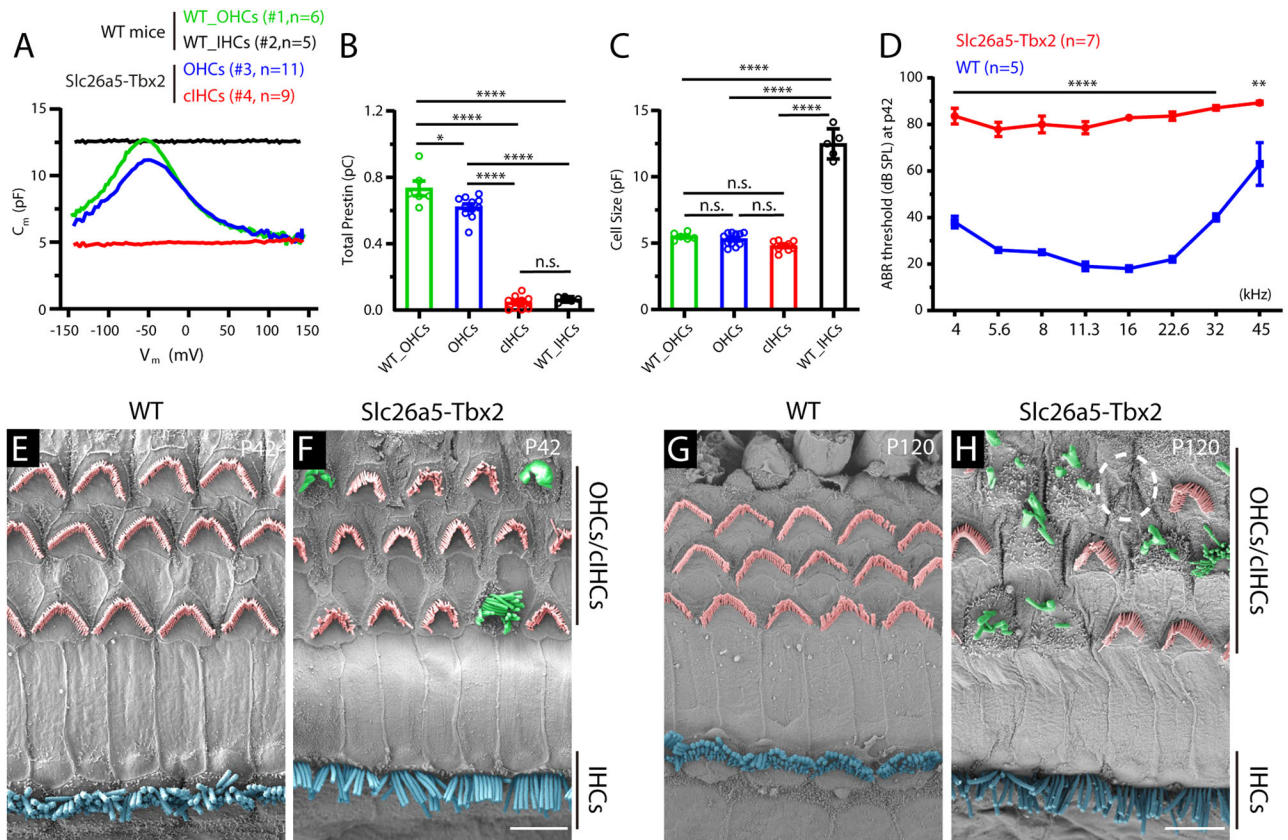 A
WT mice
WT_OHCs (#1,n=6)
WT_IHCs (#2,n=5)
Slc26a5-Tbx2
OHCs (#3, n=11)
cIHCs (#4, n=9)
15
10
5
0
Cm (pF)
-150
-100
-50
0
50
100
150
Vm (mV)
B
****
****
*
****
****
n.s.
1.2
0.8
0.4
0.0
Total Prestin (pC)
WT_OHCs
OHCs
cIHCs
WT_IHCs
C
****
****
****
n.s.
n.s.
n.s.
15
10
5
0
Cell Size (pF)
WT_OHCs
OHCs
cIHCs
WT_IHCs
D
Slc26a5-Tbx2 (n=7)
WT (n=5)
****
**
100
80
60
40
20
0
ABR threshold (dB SPL) at p42
(kHz)
4
5.6
8
11.3
16
22.6
32
45
WT
Slc26a5-Tbx2
E
P42
F
P42
OHCs/cIHCs
IHCs
WT
Slc26a5-Tbx2
G
P120
H
P120
OHCs/cIHCs
IHCs